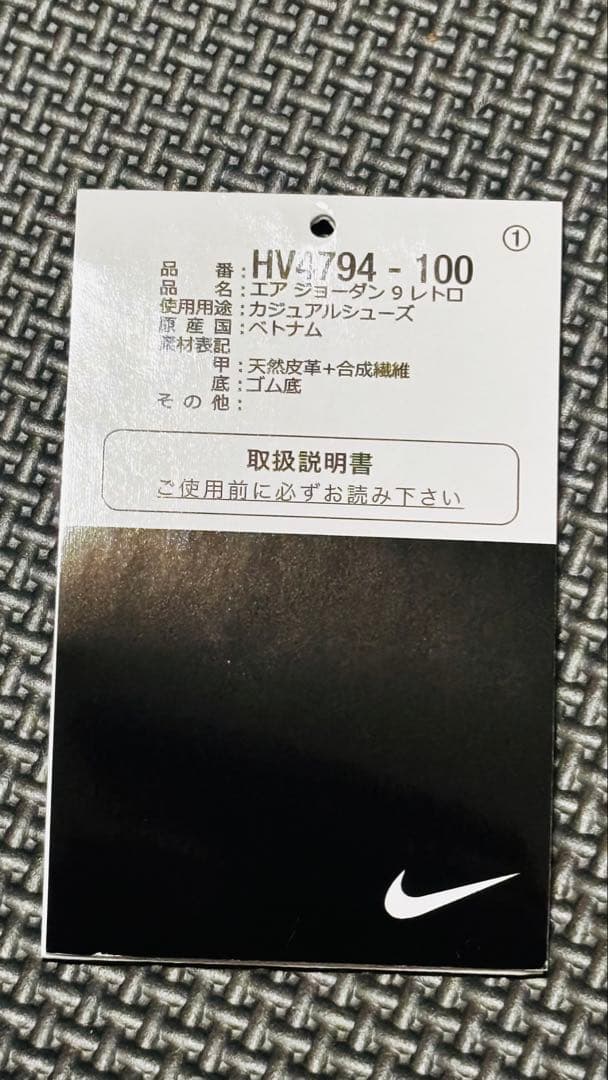 ①
品番:HV4794-100
品名:エア ジョーダン 9 レトロ
使用用途:カジュアルシューズ
原産国:ベトナム
素材表記
甲:天然皮革+合成繊維
底:ゴム底
その他:
取扱説明書
ご使用前に必ずお読み下さい